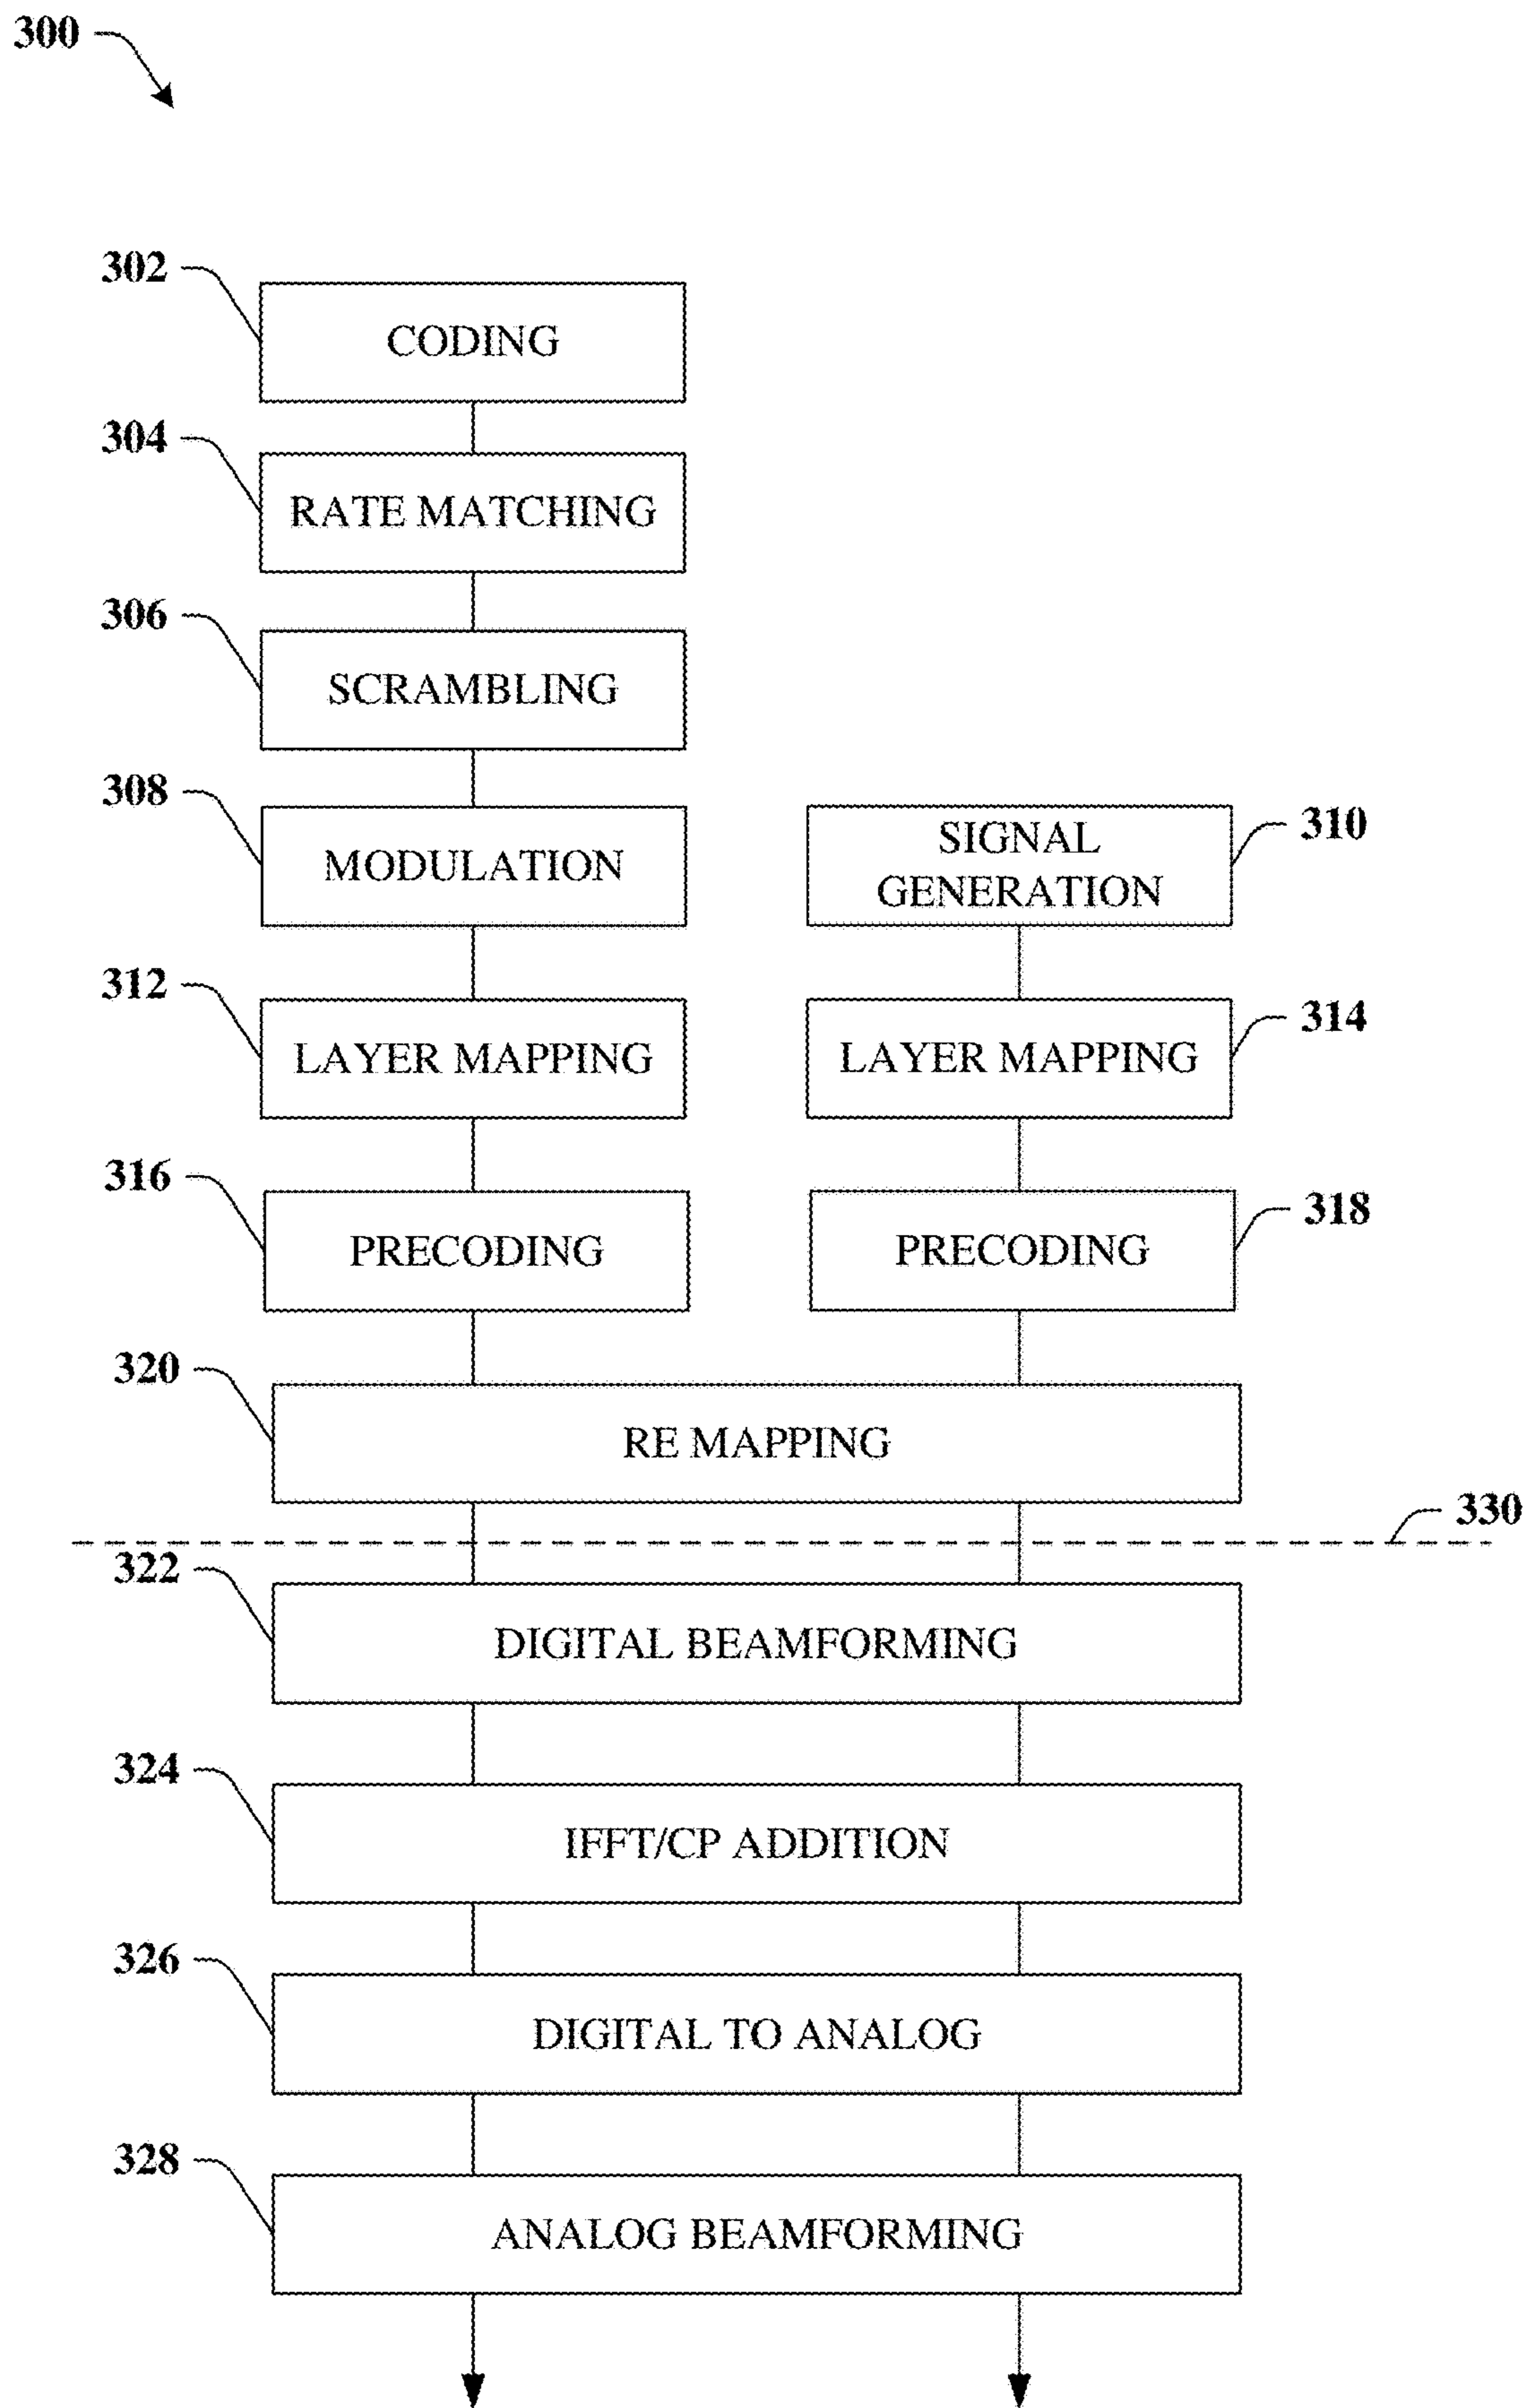 300
302
CODING
304
RATE MATCHING
306
SCRAMBLING
308
MODULATION
SIGNAL
GENERATION
310
312
LAYER MAPPING
LAYER MAPPING
314
316
PRECODING
PRECODING
318
320
RE MAPPING
330
322
DIGITAL BEAMFORMING
324
IFFT/CP ADDITION
326
DIGITAL TO ANALOG
328
ANALOG BEAMFORMING